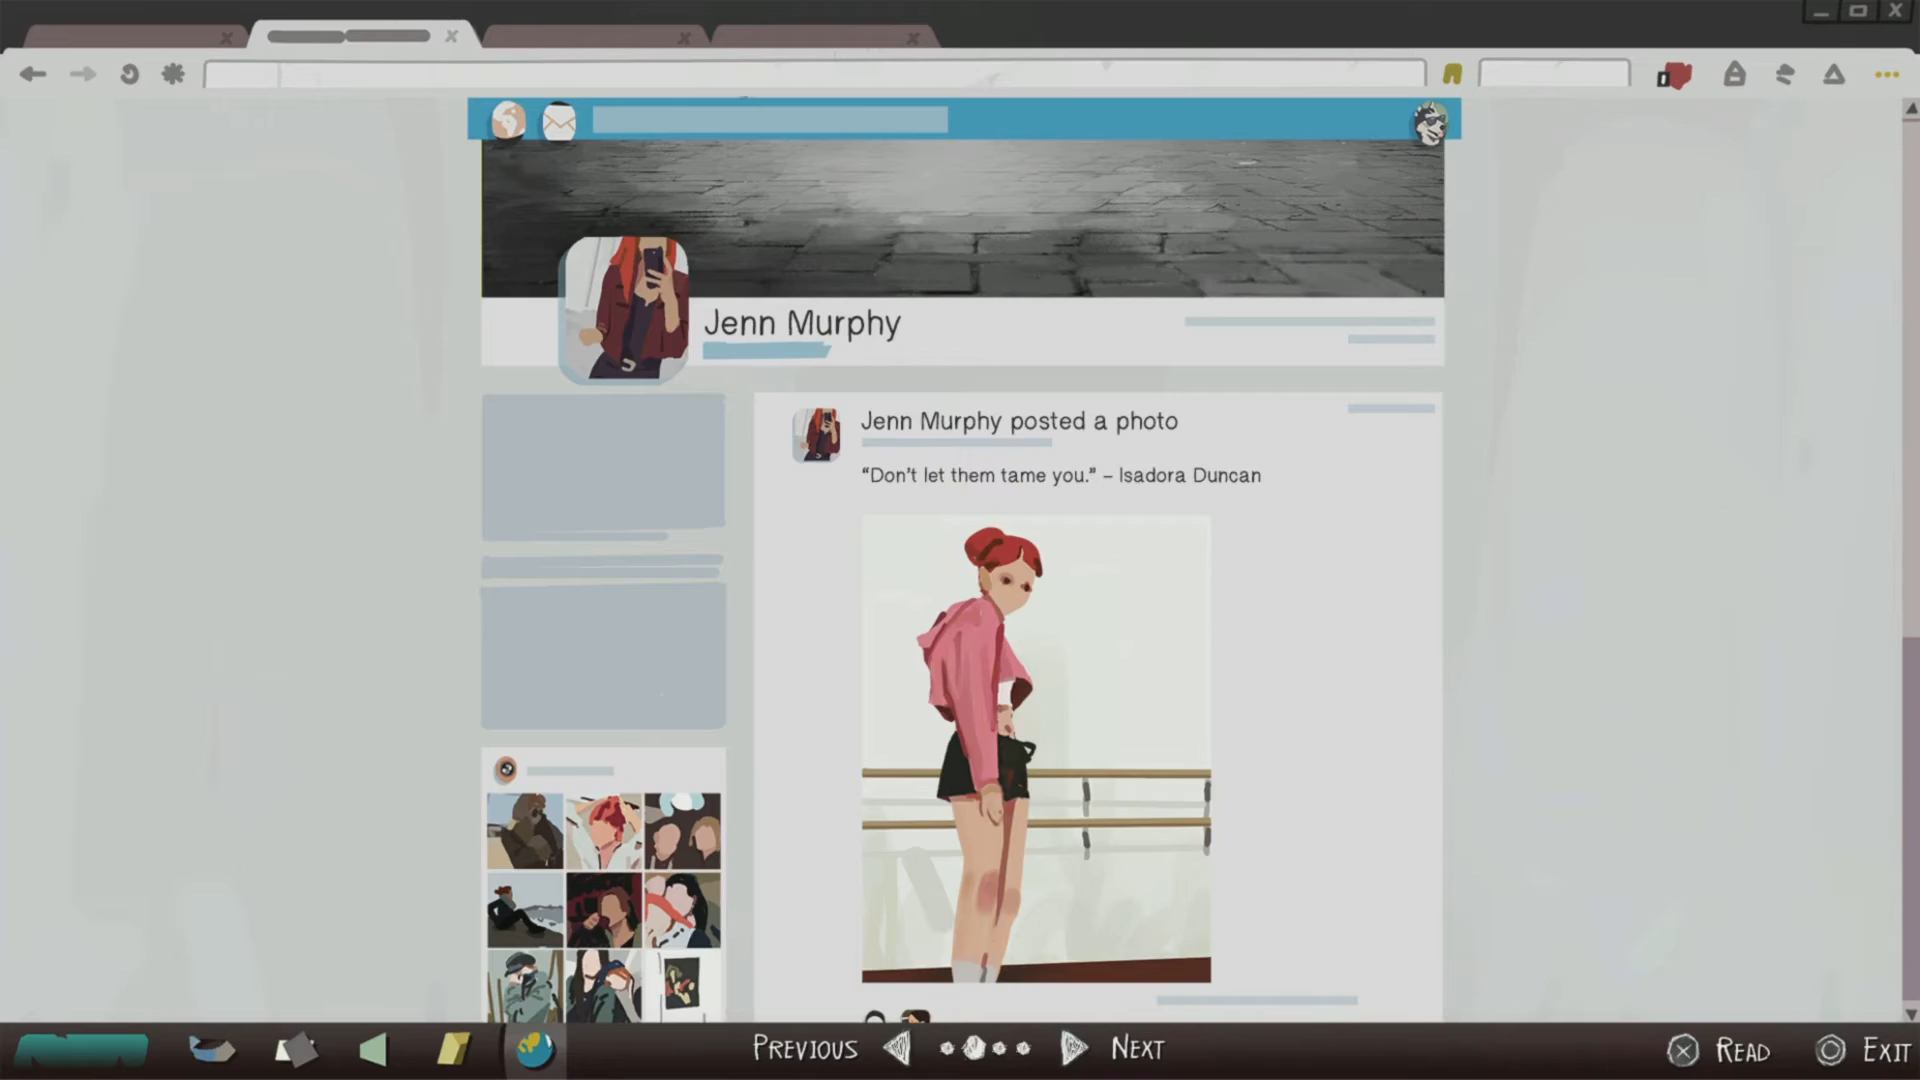 Jenn Murphy
Jenn Murphy posted a photo
“Don't let them tame you.” – Isadora Duncan
PREVIOUS
NEXT
READ
EXIT